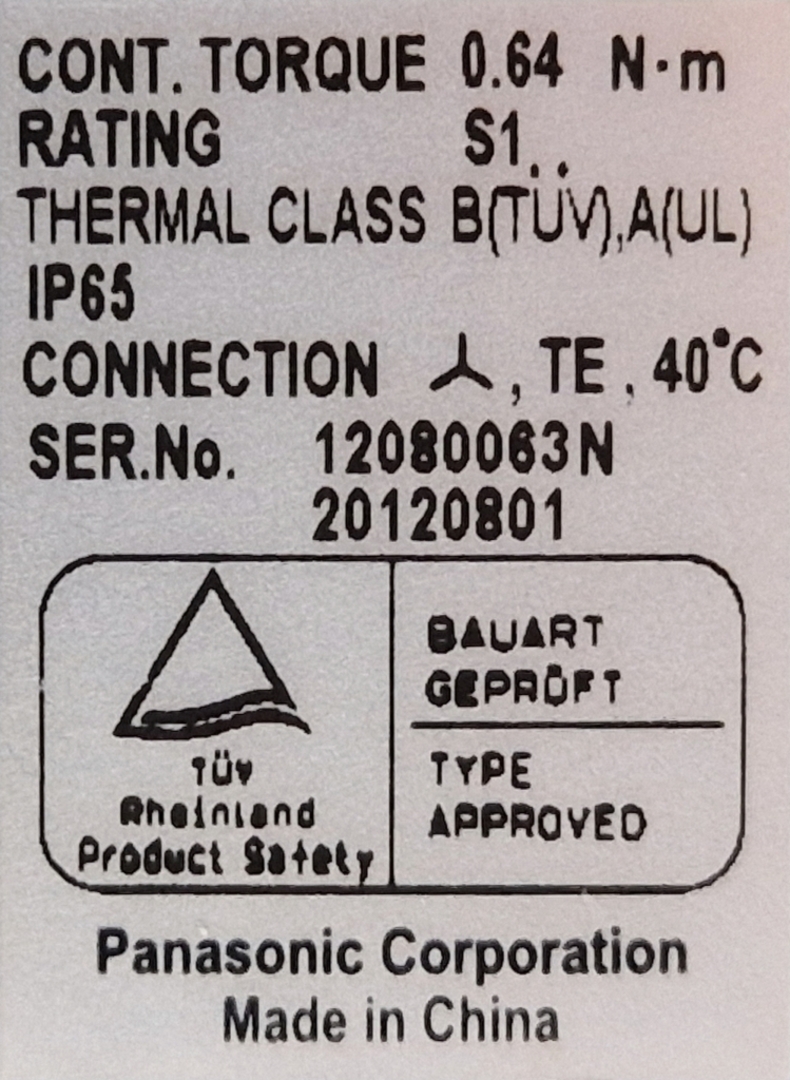 CONT. TORQUE 0.64 N·m
RATING S1
THERMAL CLASS B(TÜV),A(UL)
IP65
CONNECTION , TE , 40°C
SER.No. 12080063N
20120801
TÜV
Rheinland
Product Safety
BAUART
GEPRÜFT
TYPE
APPROVED
Panasonic Corporation
Made in China